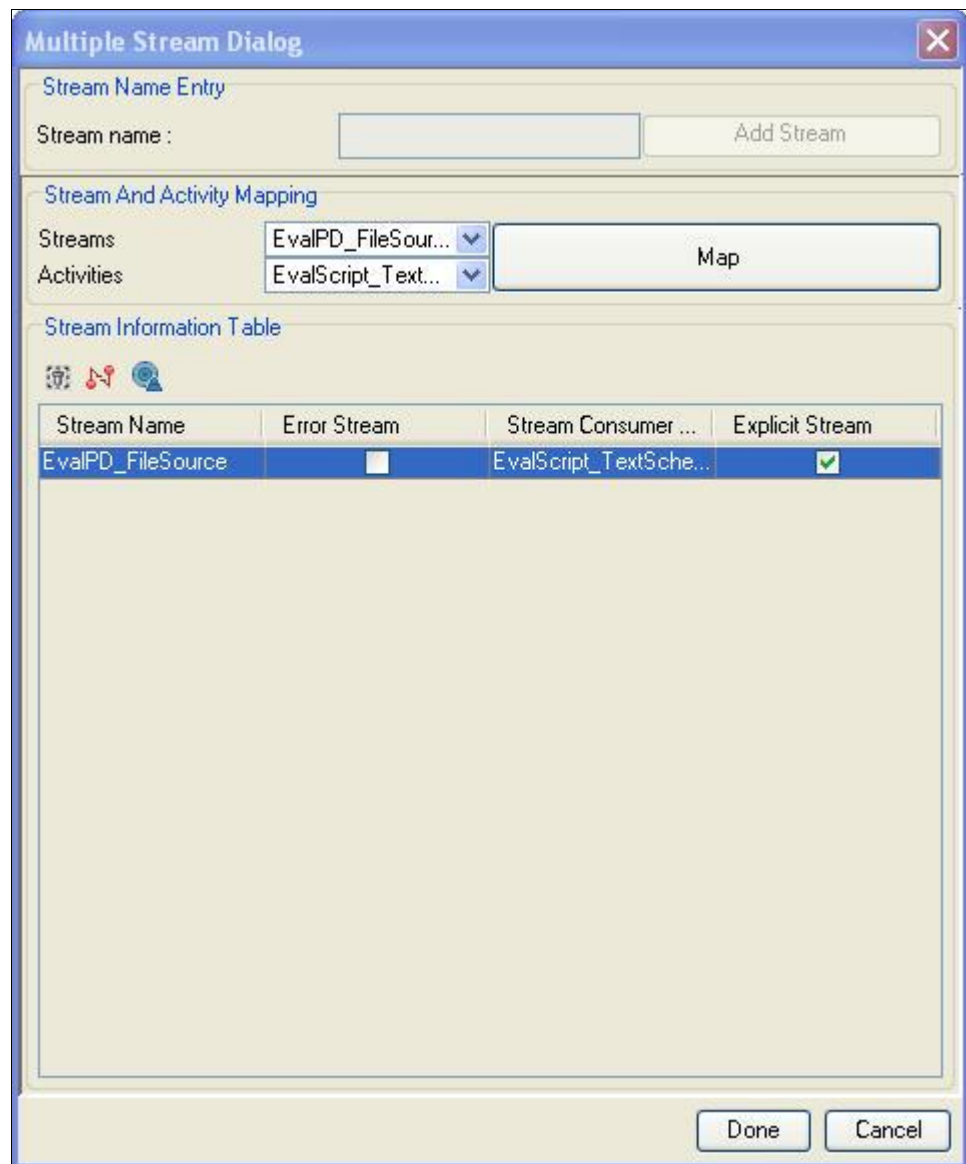 Multiple Stream Dialog
Stream Name Entry
Stream name :
Add Stream
Stream And Activity Mapping
Streams
EvalPD_FileSour...
Map
Activities
EvalScript_Text...
Stream Information Table
Stream Name Error Stream Stream Consumer ... Explicit Stream
EvalPD_FileSource EvalScript_TextSche...
Done Cancel